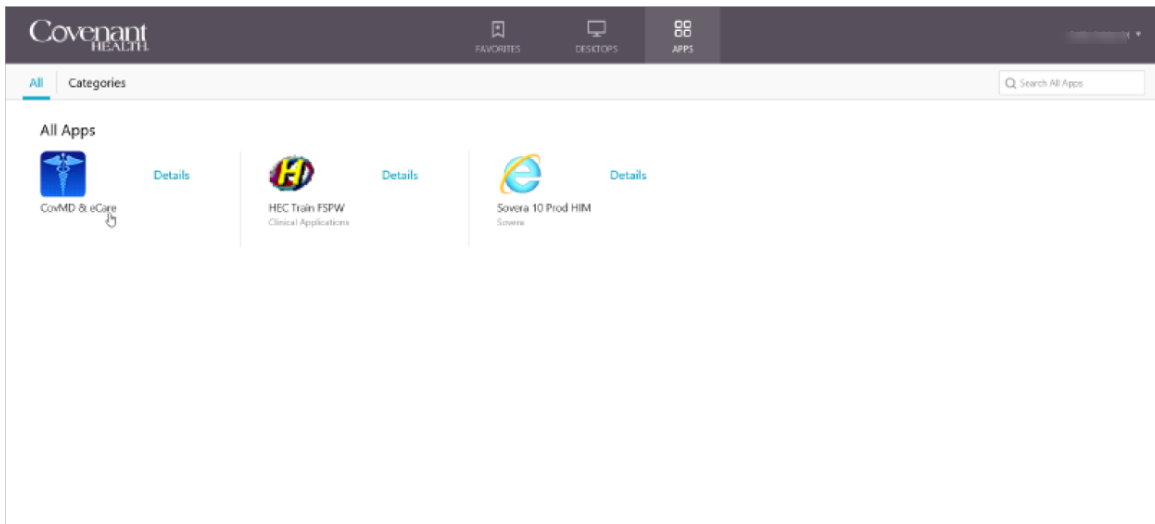 Covenant
HEALTH
FAVORITES
DESKTOPS
APPS
All
Categories
Search All Apps
All Apps
Details
CovMD & eCare
Details
HEC Train FSPW
Clinical Applications
Details
Sovera 10 Prod HIM
Sovera